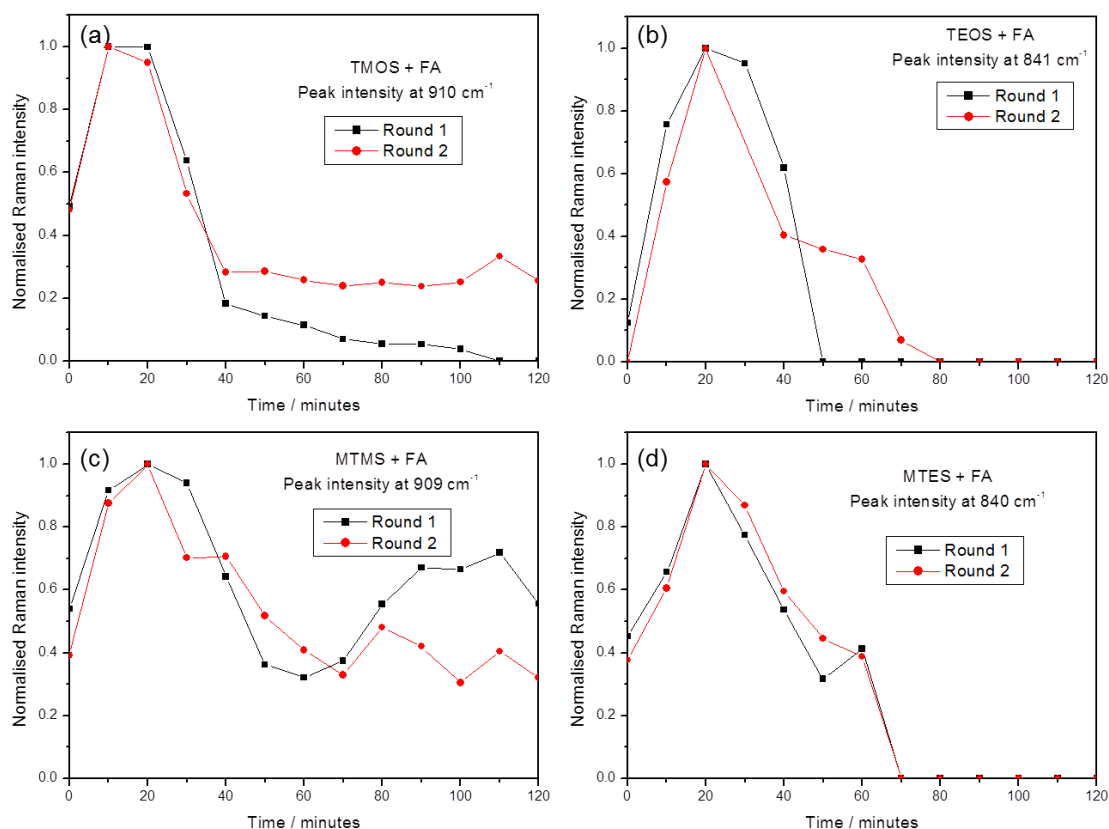 (a)
TMOS + FA
Peak intensity at 910 cm⁻¹
Round 1
Round 2
Normalised Raman intensity
1.0
0.8
0.6
0.4
0.2
0.0
0 20 40 60 80 100 120
Time / minutes
(b)
TEOS + FA
Peak intensity at 841 cm⁻¹
Round 1
Round 2
Normalised Raman intensity
1.0
0.8
0.6
0.4
0.2
0.0
0 20 40 60 80 100 120
Time / minutes
(c)
MTMS + FA
Peak intensity at 909 cm⁻¹
Round 1
Round 2
Normalised Raman intensity
1.0
0.8
0.6
0.4
0.2
0.0
0 20 40 60 80 100 120
Time / minutes
(d)
MTES + FA
Peak intensity at 840 cm⁻¹
Round 1
Round 2
Normalised Raman intensity
1.0
0.8
0.6
0.4
0.2
0.0
0 20 40 60 80 100 120
Time / minutes